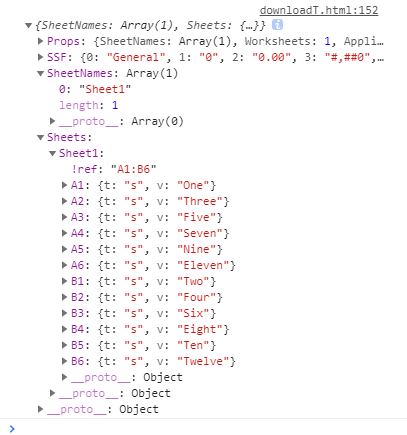 downloadT.html:152
▼{SheetNames: Array(1), Sheets: {…}} i
▶Props: {SheetNames: Array(1), Worksheets: 1, Appli…
▶SSF: {0: "General", 1: "0", 2: "0.00", 3: "#,##0",…
▼SheetNames: Array(1)
0: "Sheet1"
length: 1
▶__proto__: Array(0)
▼Sheets:
▼Sheet1:
!ref: "A1:B6"
▶A1: {t: "s", v: "One"}
▶A2: {t: "s", v: "Three"}
▶A3: {t: "s", v: "Five"}
▶A4: {t: "s", v: "Seven"}
▶A5: {t: "s", v: "Nine"}
▶A6: {t: "s", v: "Eleven"}
▶B1: {t: "s", v: "Two"}
▶B2: {t: "s", v: "Four"}
▶B3: {t: "s", v: "Six"}
▶B4: {t: "s", v: "Eight"}
▶B5: {t: "s", v: "Ten"}
▶B6: {t: "s", v: "Twelve"}
▶__proto__: Object
▶__proto__: Object
▶__proto__: Object